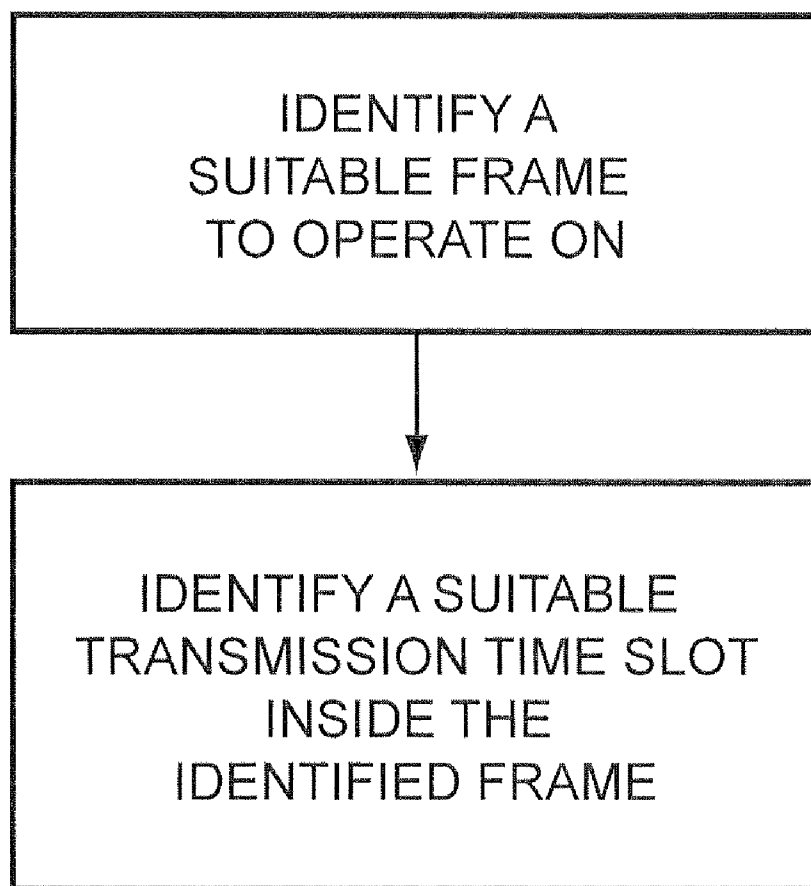 IDENTIFY A
SUITABLE FRAME
TO OPERATE ON
IDENTIFY A SUITABLE
TRANSMISSION TIME SLOT
INSIDE THE
IDENTIFIED FRAME